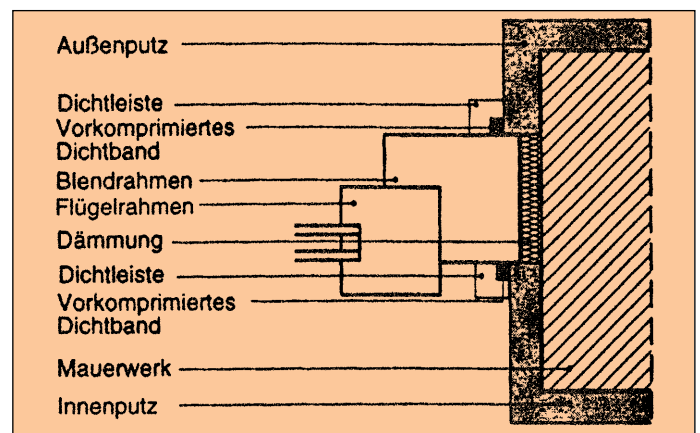 Außenputz
Dichtleiste
Vorkomprimiertes
Dichtband
Blendrahmen
Flügelrahmen
Dämmung
Dichtleiste
Vorkomprimiertes
Dichtband
Mauerwerk
Innenputz